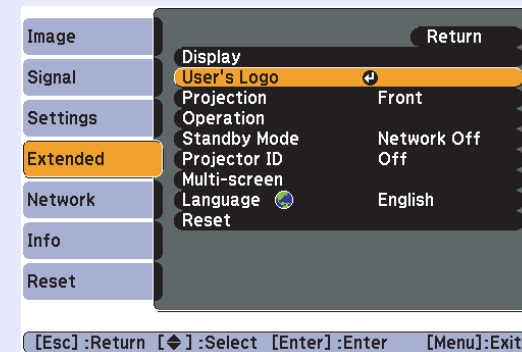 Image
Signal
Settings
Extended
Network
Info
Reset
Return
Display
User's Logo
Projection Front
Operation
Standby Mode Network Off
Projector ID Off
Multi-screen
Language English
Reset
[Esc] :Return [◆] :Select [Enter] :Enter [Menu]:Exit